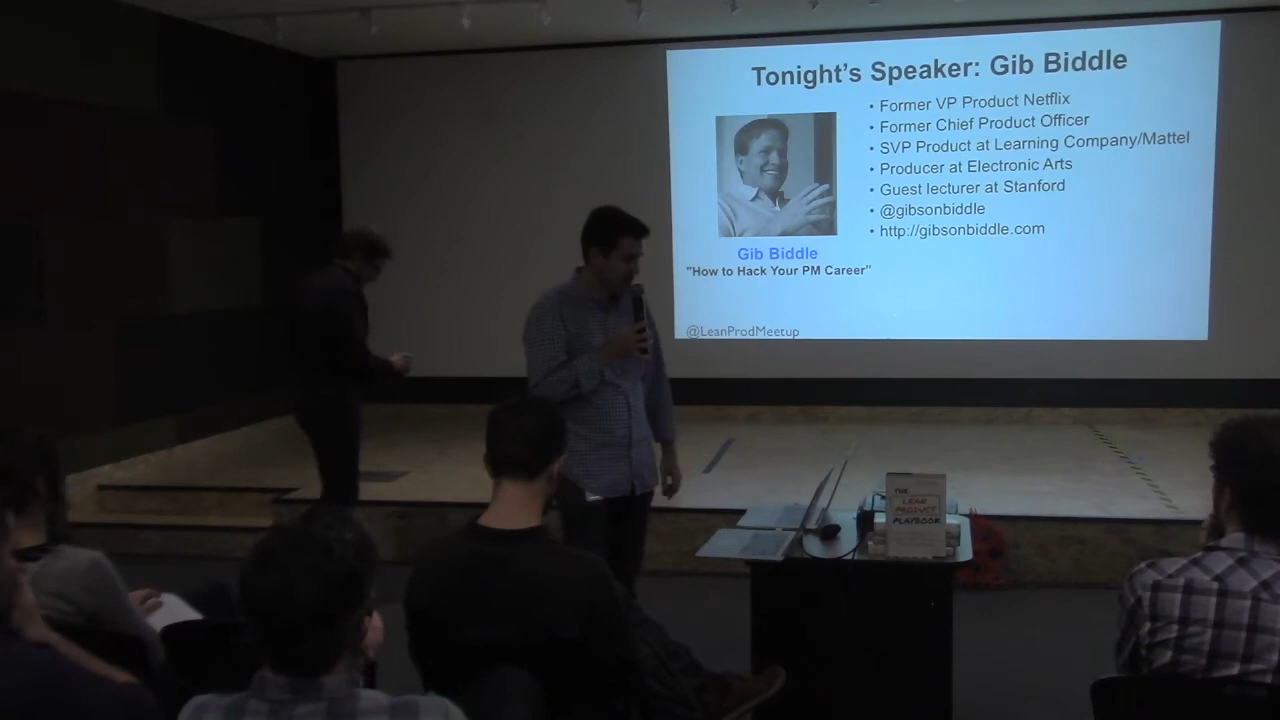 Tonight's Speaker: Gib Biddle
• Former VP Product Netflix
• Former Chief Product Officer
• SVP Product at Learning Company/Mattel
• Producer at Electronic Arts
• Guest lecturer at Stanford
• @gibsonbiddle
• http://gibsonbiddle.com
Gib Biddle
"How to Hack Your PM Career"
@LeanProdMeetup
THE
LEAN
PRODUCT
PLAYBOOK